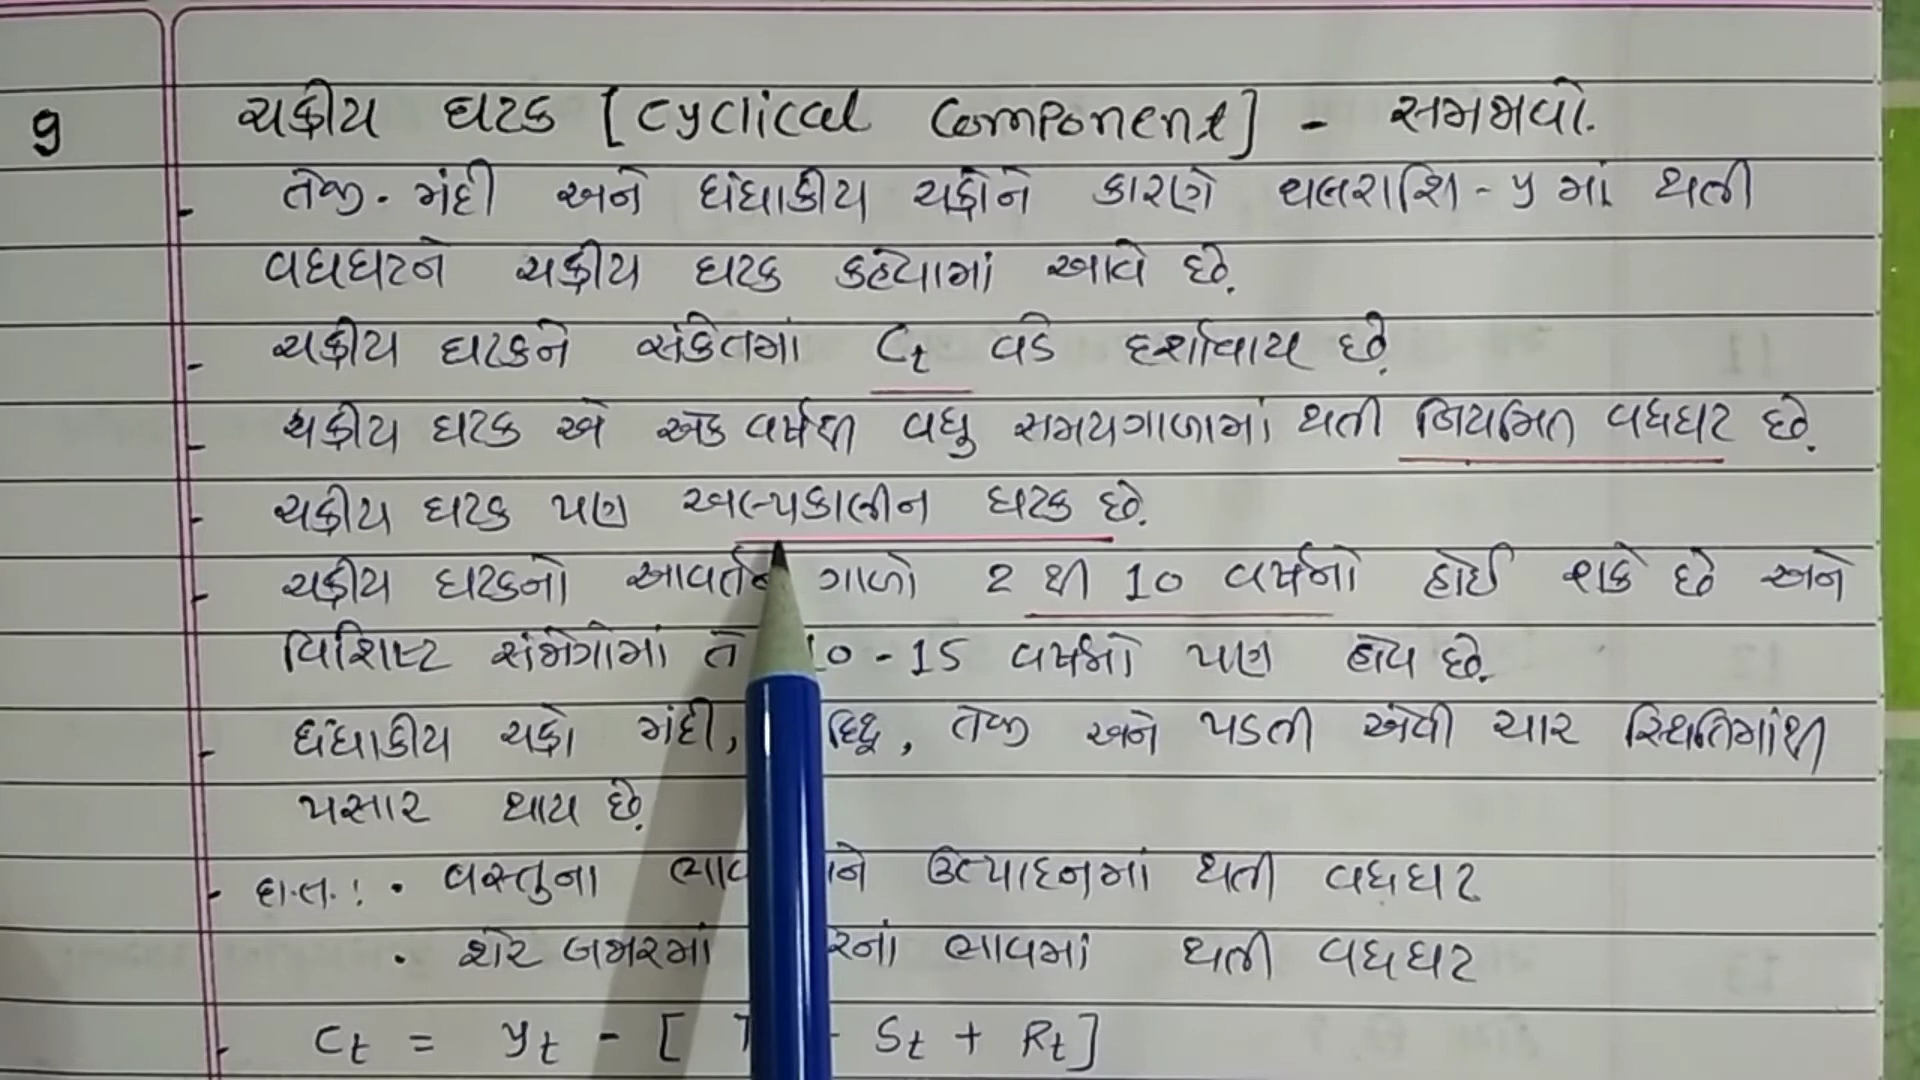 9 ચક્રીય ઘટક [Cyclical Component] - સમજાવો.
- તેજી. મંદી અને ધંધાકીય ચક્રોને કારણે ચલરાશિ - y માં થતી
વધઘટને ચક્રીય ઘટક કહેવામાં આવે છે.
- ચક્રીય ઘટકને સંકેતમાં Ct વડે દર્શાવાય છે.
- ચક્રીય ઘટક એ એક વર્ષથી વધુ સમયગાળામાં થતી નિયમિત વધઘટ છે.
- ચક્રીય ઘટક પણ અલ્પકાલીન ઘટક છે.
- ચક્રીય ઘટકનો આવર્તન ગાળો 2 થી 10 વર્ષનો હોઈ શકે છે અને
વિશિષ્ટ સંજોગોમાં તે 10 - 15 વર્ષનો પણ હોય છે.
- ધંધાકીય ચક્રો મંદી, તેજી અને પડતી એવી ચાર સ્થિતિમાંથી
પસાર થાય છે.
- દા.ત. : • વસ્તુના ઉત્પાદનમાં થતી વધઘટ
• શેર બજારમાં ભાવમાં થતી વધઘટ
- Ct = yt - [ St + Rt ]